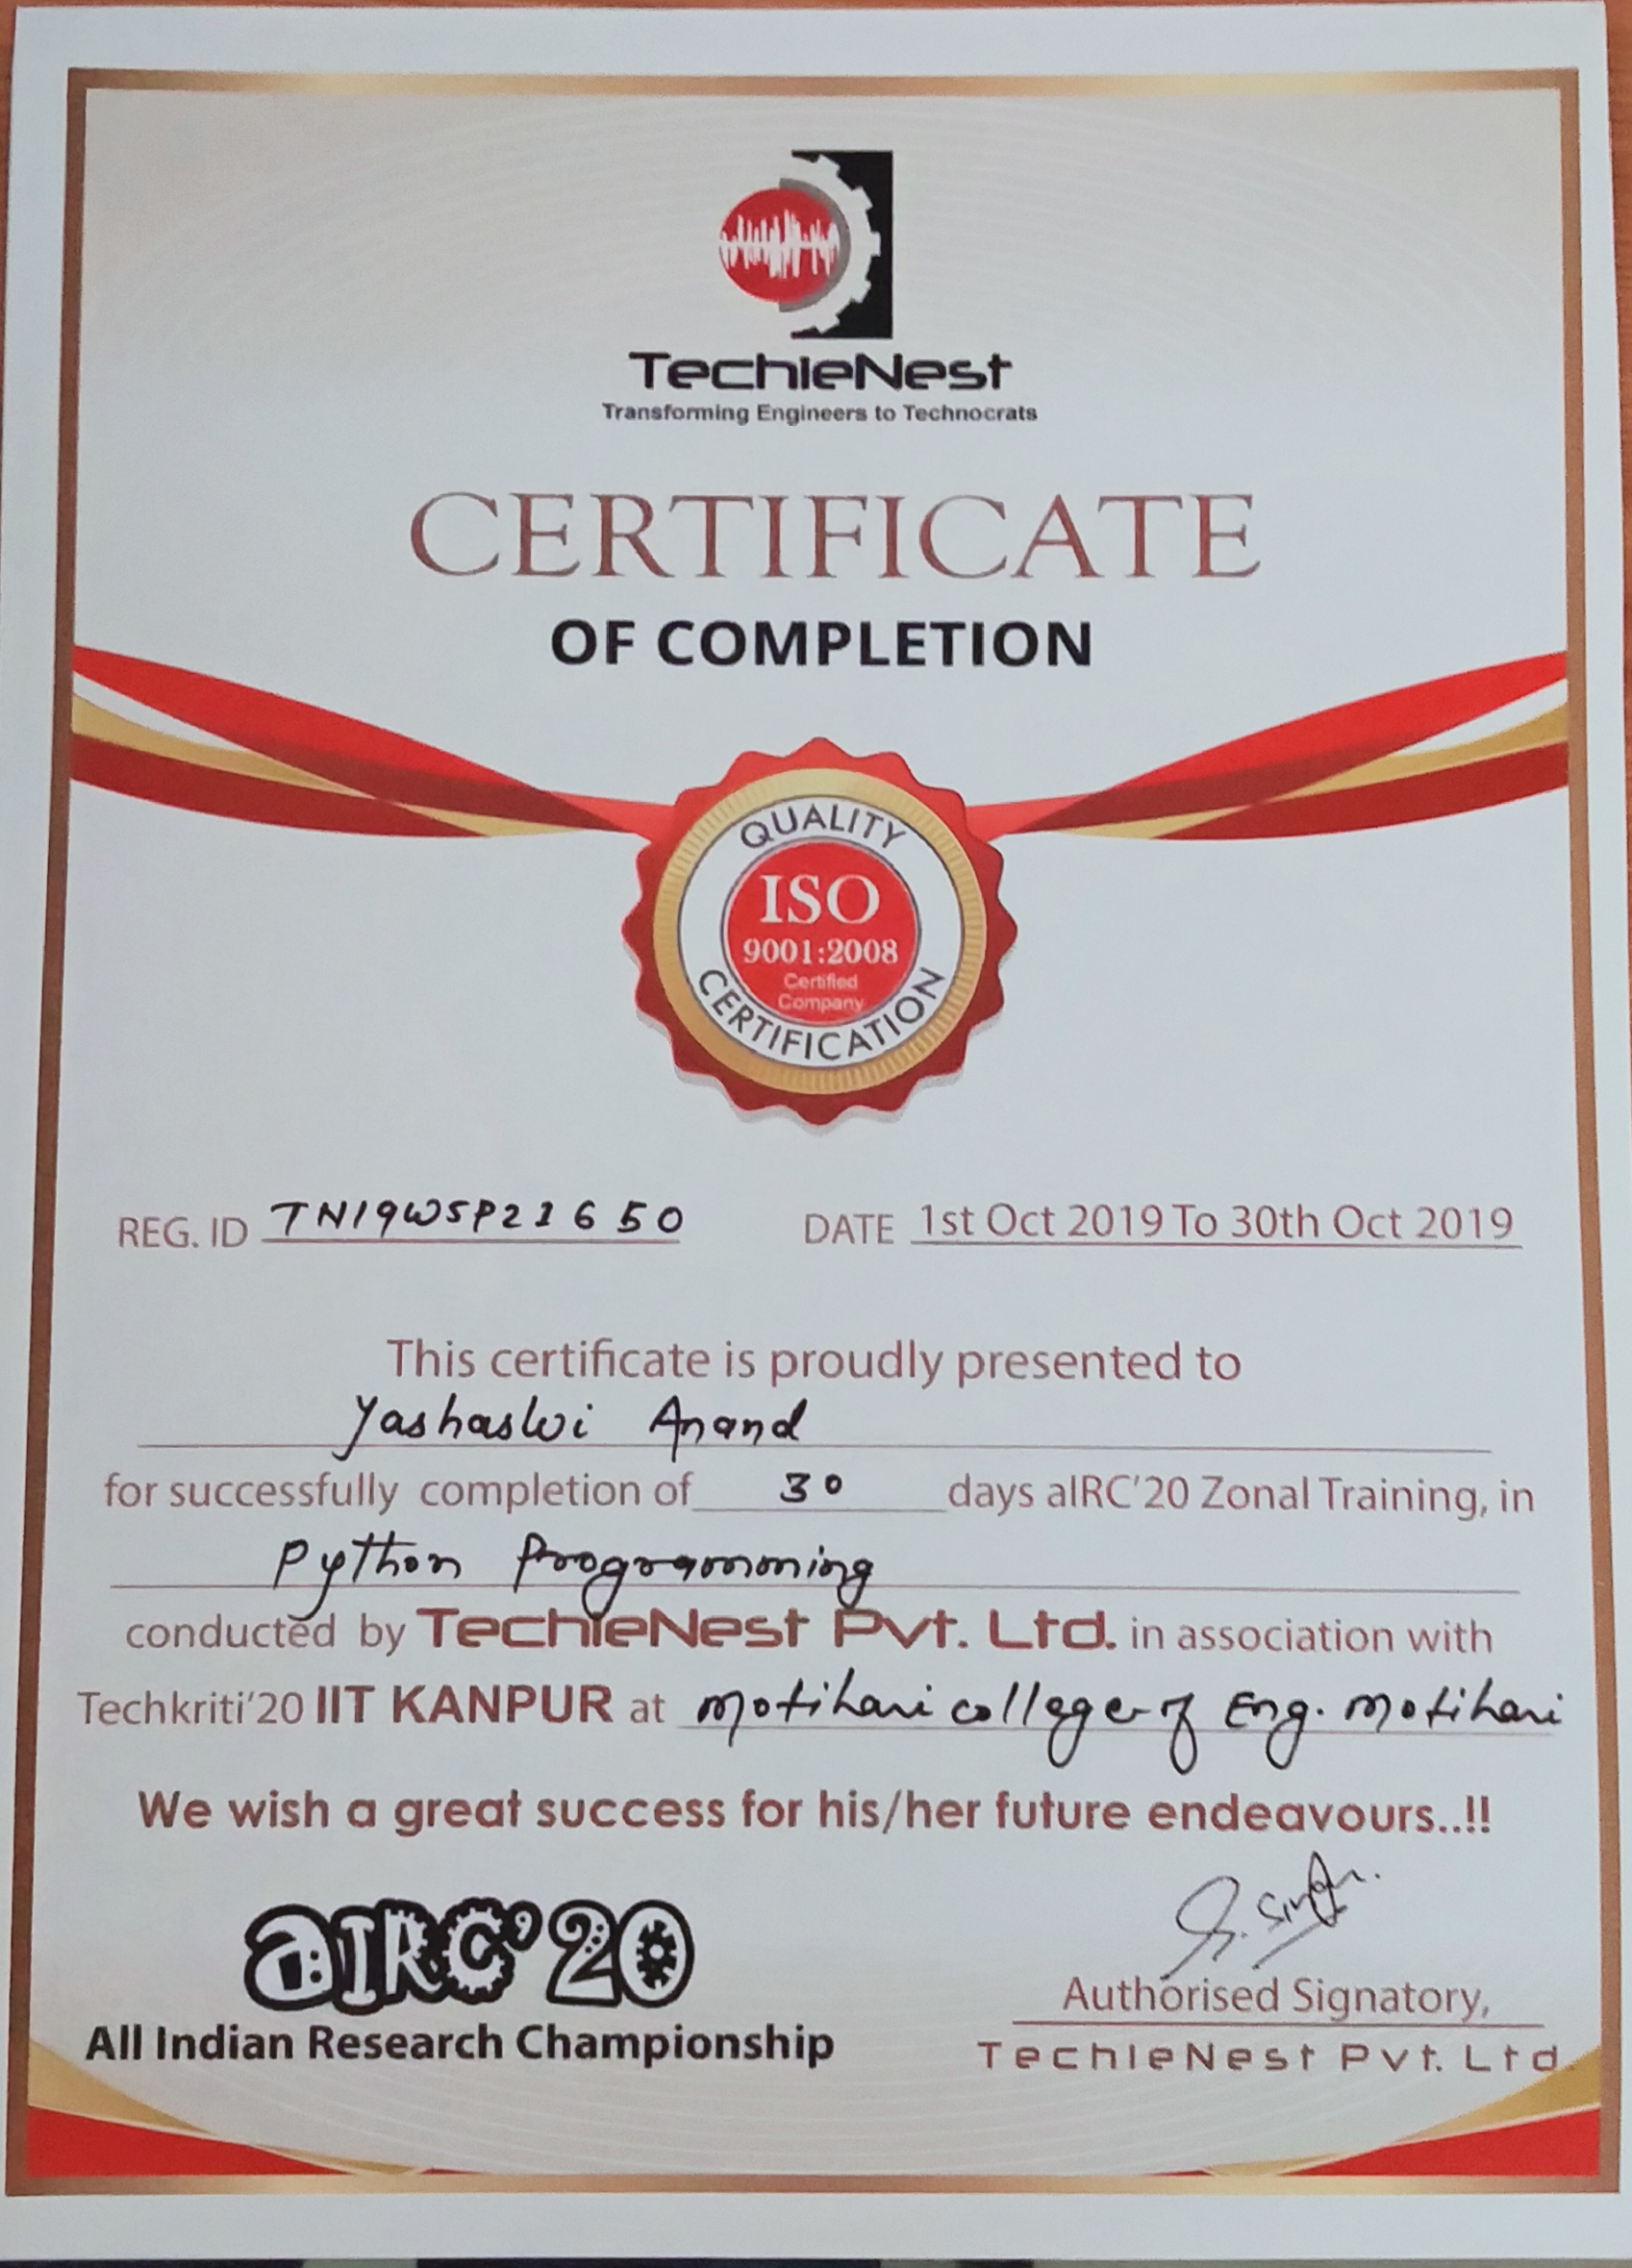 TechieNest
Transforming Engineers to Technocrats
CERTIFICATE
OF COMPLETION
QUALITY
ISO
9001:2008
Certified
Company
CERTIFICATION
REG. ID TN19WSP21650 DATE 1st Oct 2019 To 30th Oct 2019
This certificate is proudly presented to
Yashaswi Anand
for successfully completion of 30 days aIRC'20 Zonal Training, in
Python Programming
conducted by TechieNest Pvt. Ltd. in association with
Techkriti'20 IIT KANPUR at Motihari college of Eng. Motihari
We wish a great success for his/her future endeavours..!!
S. Singh.
aIRC'20
All Indian Research Championship
Authorised Signatory,
TechieNest Pvt. Ltd.